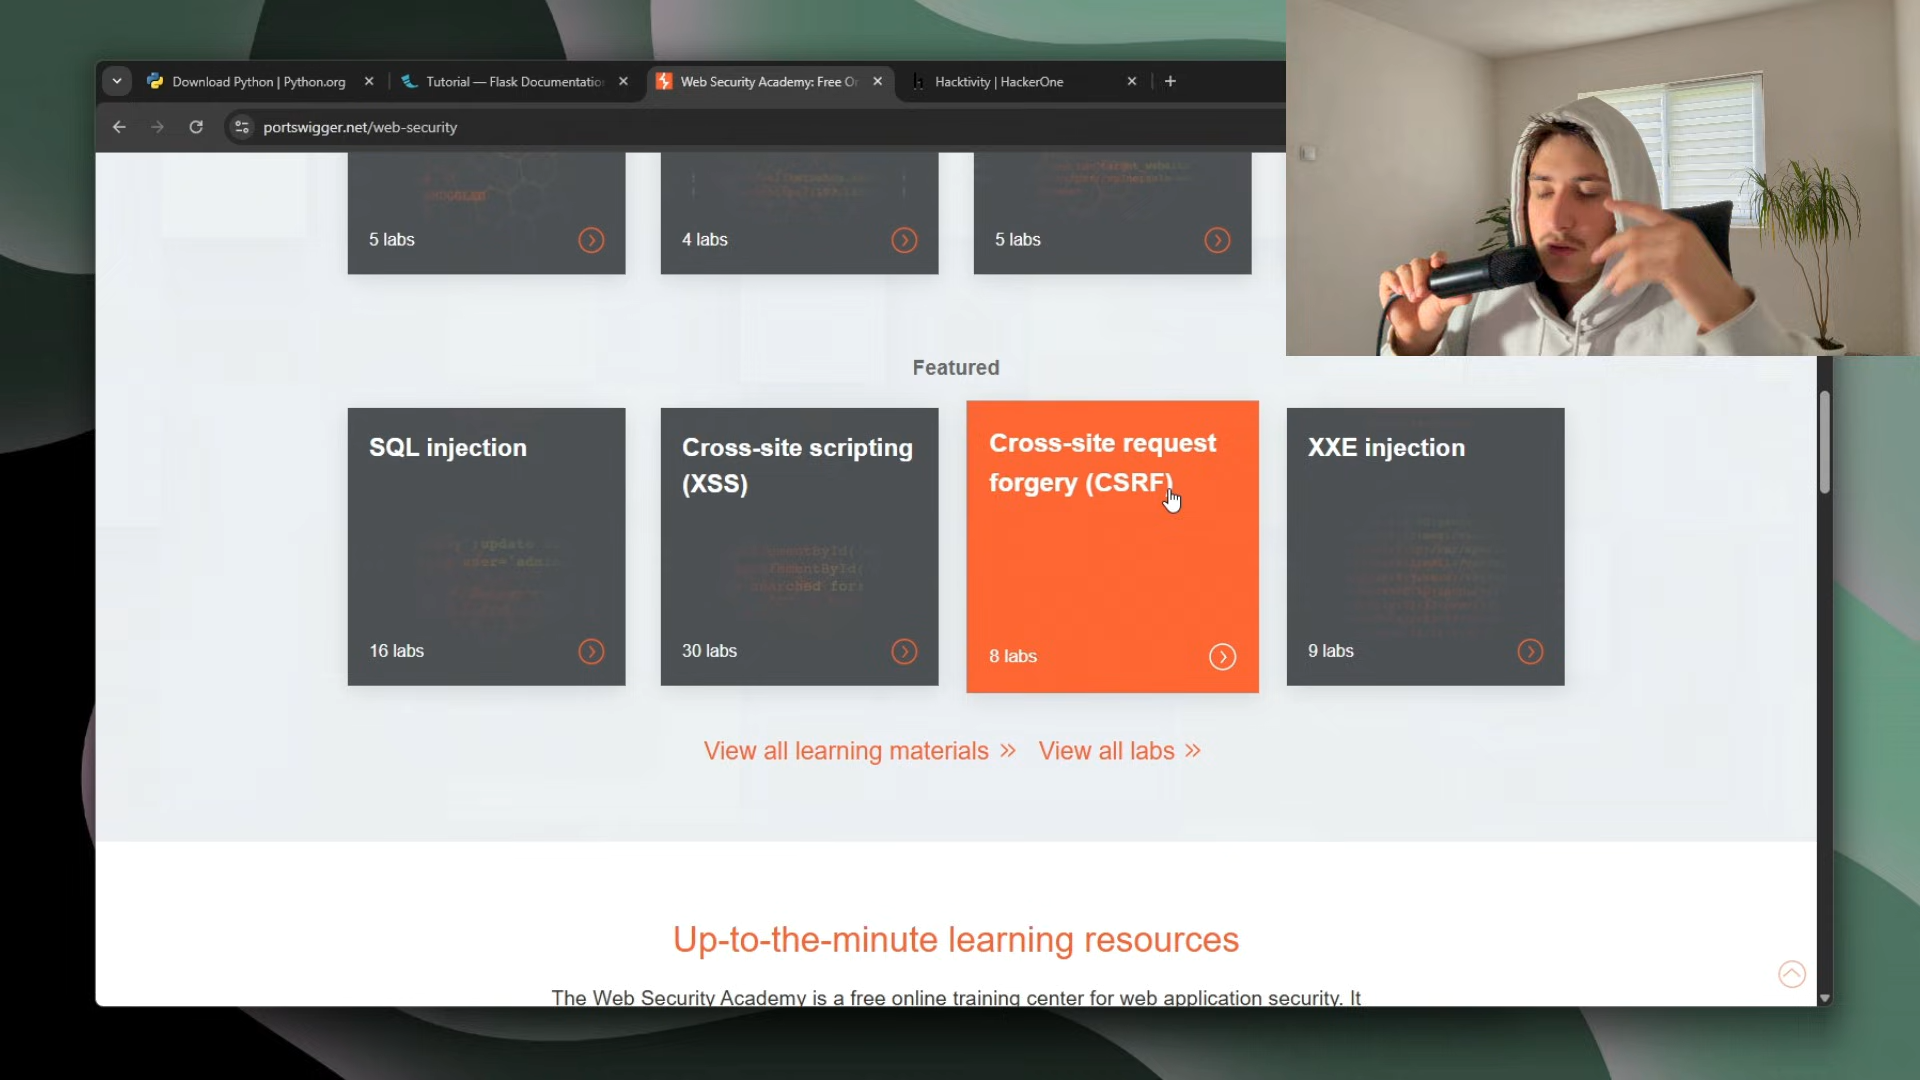 Download Python | Python.org
Tutorial — Flask Documentation
Web Security Academy: Free Or
Hacktivity | HackerOne
portswigger.net/web-security
5 labs
4 labs
5 labs
Featured
SQL injection
Cross-site scripting
(XSS)
Cross-site request
forgery (CSRF)
XXE injection
16 labs
30 labs
8 labs
9 labs
View all learning materials
View all labs
Up-to-the-minute learning resources
The Web Security Academy is a free online training center for web application security. It